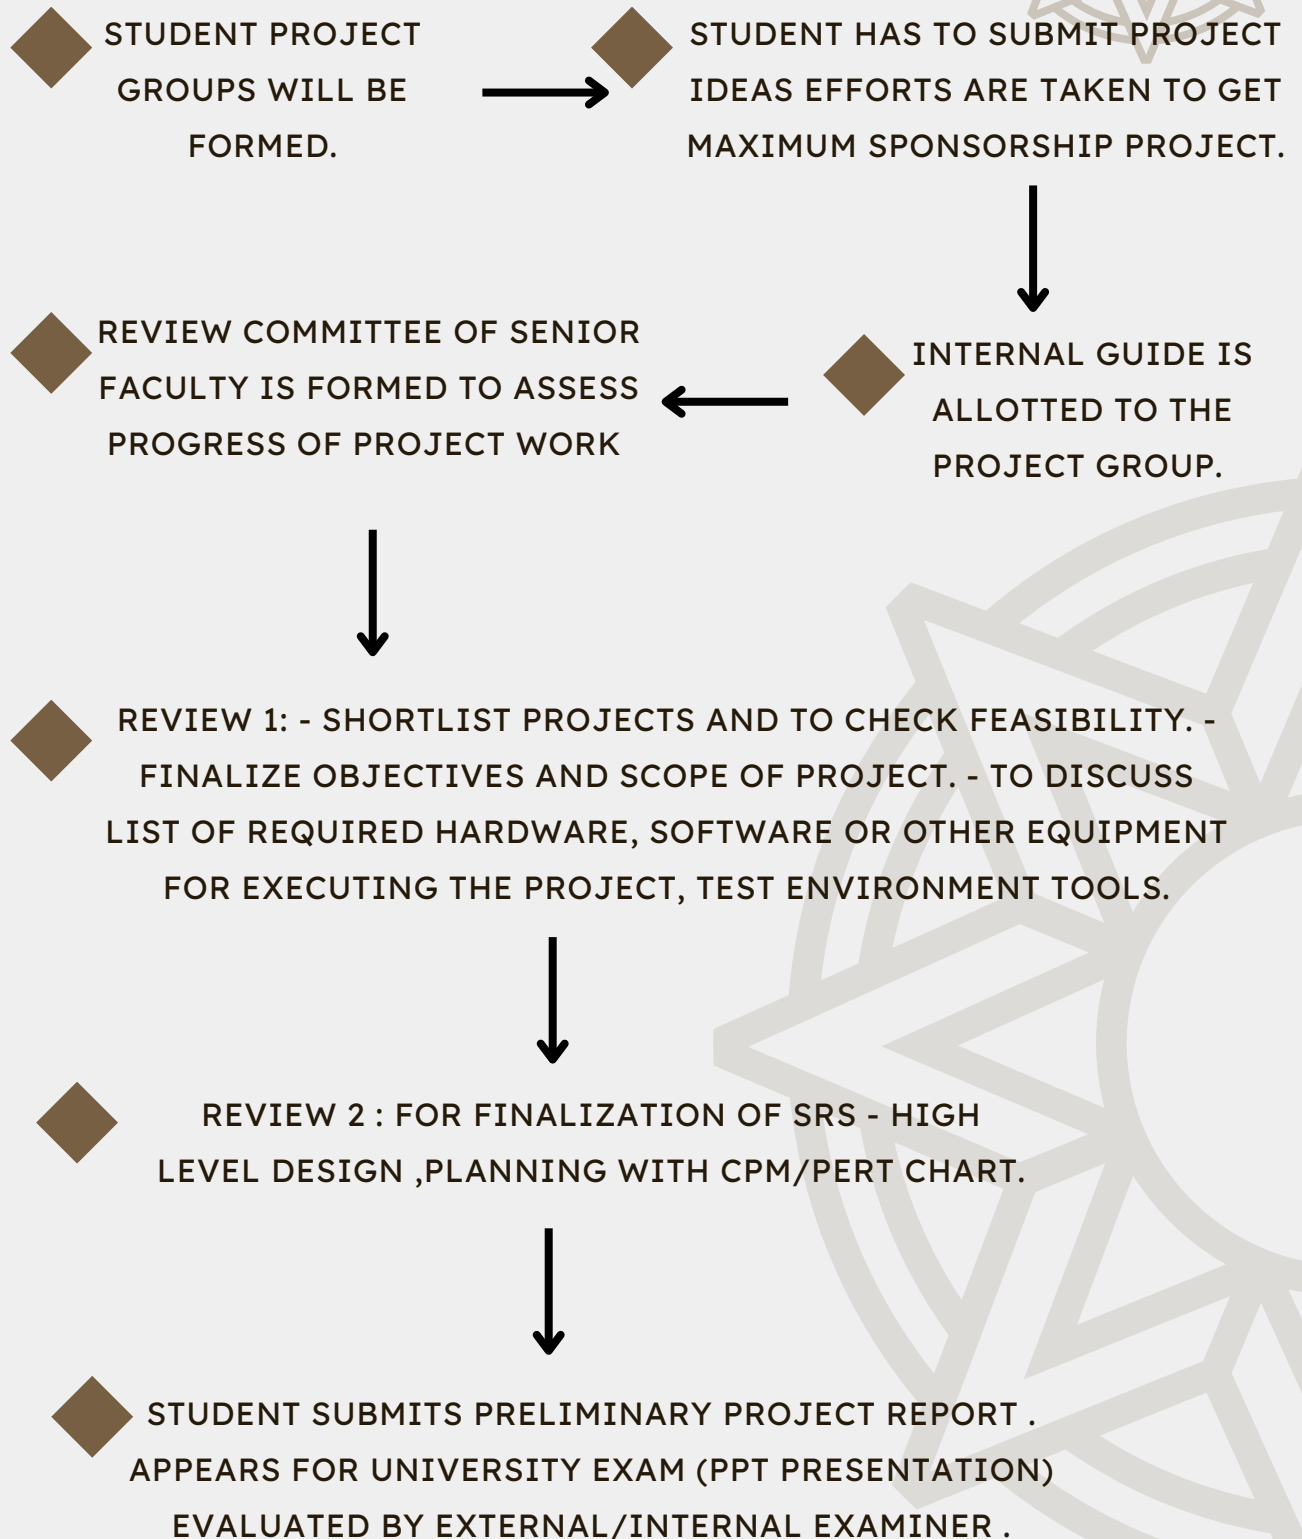 STUDENT PROJECT
GROUPS WILL BE
FORMED.
STUDENT HAS TO SUBMIT PROJECT
IDEAS EFFORTS ARE TAKEN TO GET
MAXIMUM SPONSORSHIP PROJECT.
INTERNAL GUIDE IS
ALLOTTED TO THE
PROJECT GROUP.
REVIEW COMMITTEE OF SENIOR
FACULTY IS FORMED TO ASSESS
PROGRESS OF PROJECT WORK
REVIEW 1: - SHORTLIST PROJECTS AND TO CHECK FEASIBILITY. -
FINALIZE OBJECTIVES AND SCOPE OF PROJECT. - TO DISCUSS
LIST OF REQUIRED HARDWARE, SOFTWARE OR OTHER EQUIPMENT
FOR EXECUTING THE PROJECT, TEST ENVIRONMENT TOOLS.
REVIEW 2 : FOR FINALIZATION OF SRS - HIGH
LEVEL DESIGN ,PLANNING WITH CPM/PERT CHART.
STUDENT SUBMITS PRELIMINARY PROJECT REPORT .
APPEARS FOR UNIVERSITY EXAM (PPT PRESENTATION)
EVALUATED BY EXTERNAL/INTERNAL EXAMINER .